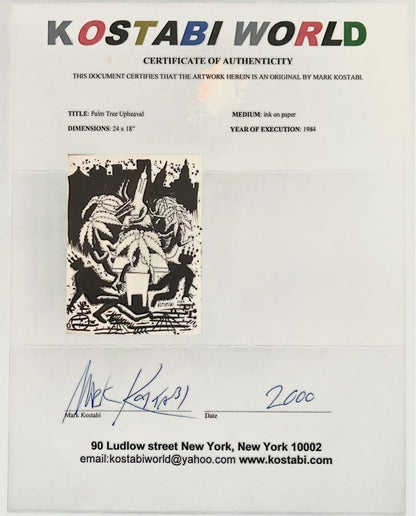 KOSTABI WORLD
CERTIFICATE OF AUTHENTICITY
THIS DOCUMENT CERTIFIES THAT THE ARTWORK HEREIN IS AN ORIGINAL BY MARK KOSTABI.
TITLE: Palm Tree Upheaval MEDIUM: ink on paper
DIMENSIONS: 24 x 18" YEAR OF EXECUTION: 1984
KOSTABI
Mark Kostabi 2000
Mark Kostabi Date
90 Ludlow street New York, New York 10002
email:kostabiworld@yahoo.com www.kostabi.com